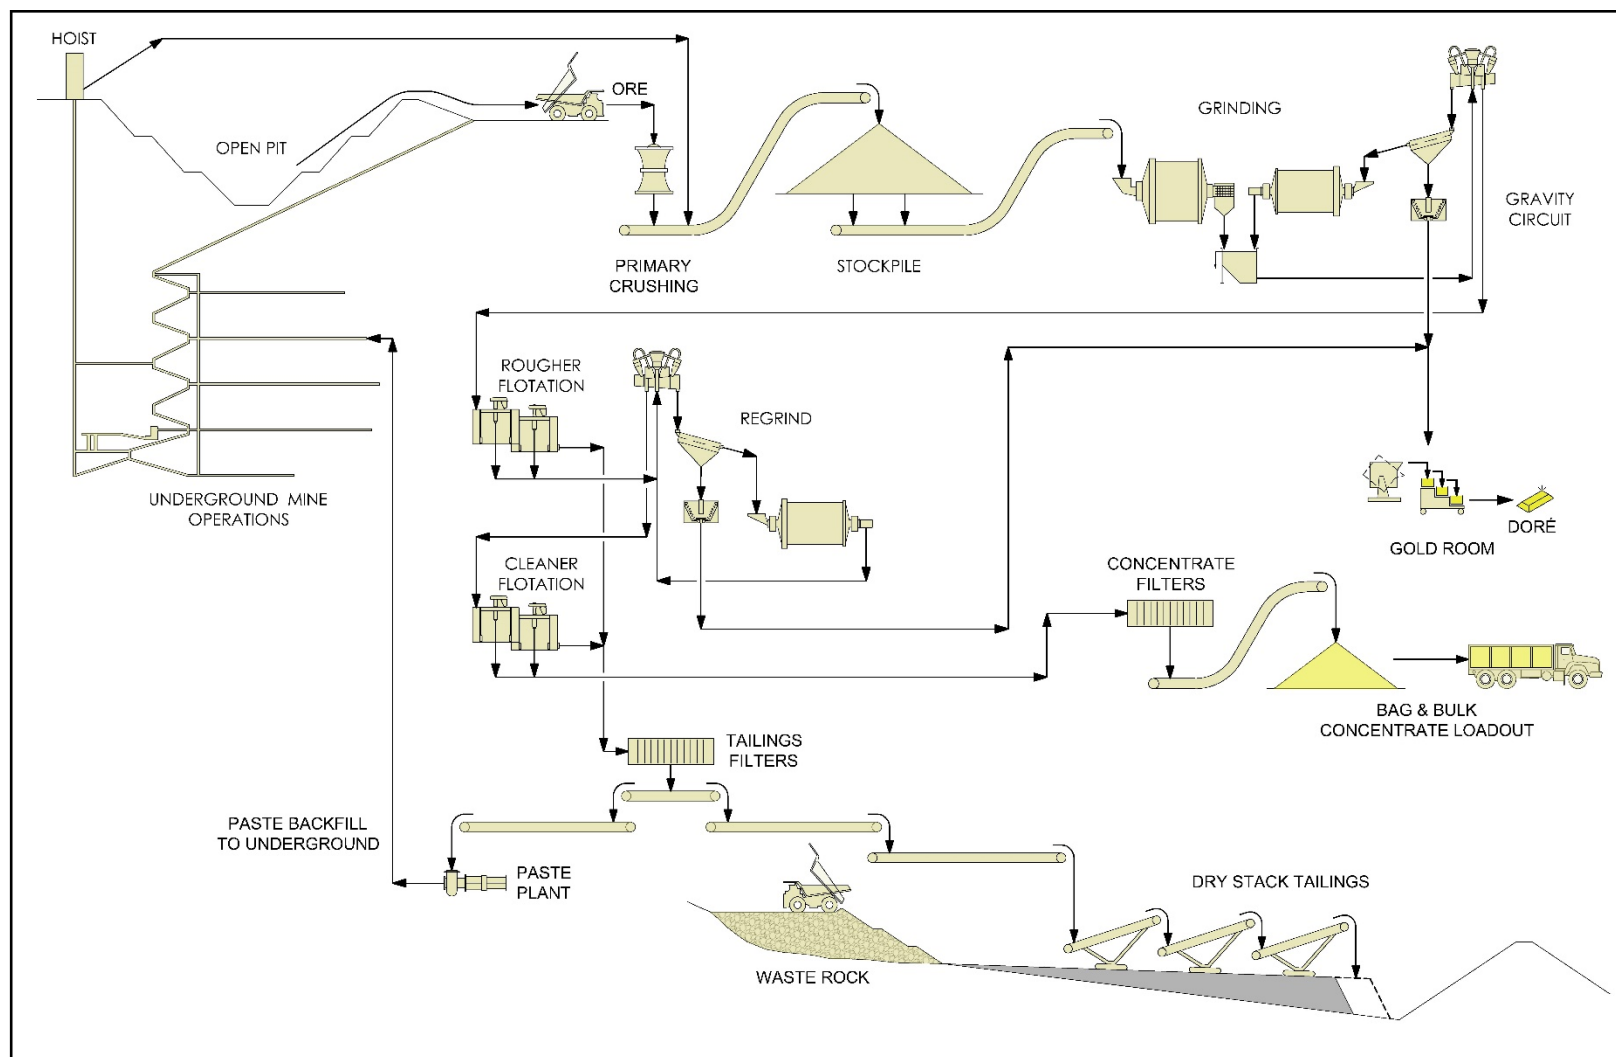 HOIST
ORE
OPEN PIT
GRINDING
GRAVITY
CIRCUIT
PRIMARY
CRUSHING
STOCKPILE
ROUGHER
FLOTATION
REGRIND
UNDERGROUND MINE
OPERATIONS
CLEANER
FLOTATION
CONCENTRATE
FILTERS
GOLD ROOM
DORÉ
BAG & BULK
CONCENTRATE LOADOUT
TAILINGS
FILTERS
PASTE BACKFILL
TO UNDERGROUND
PASTE
PLANT
DRY STACK TAILINGS
WASTE ROCK